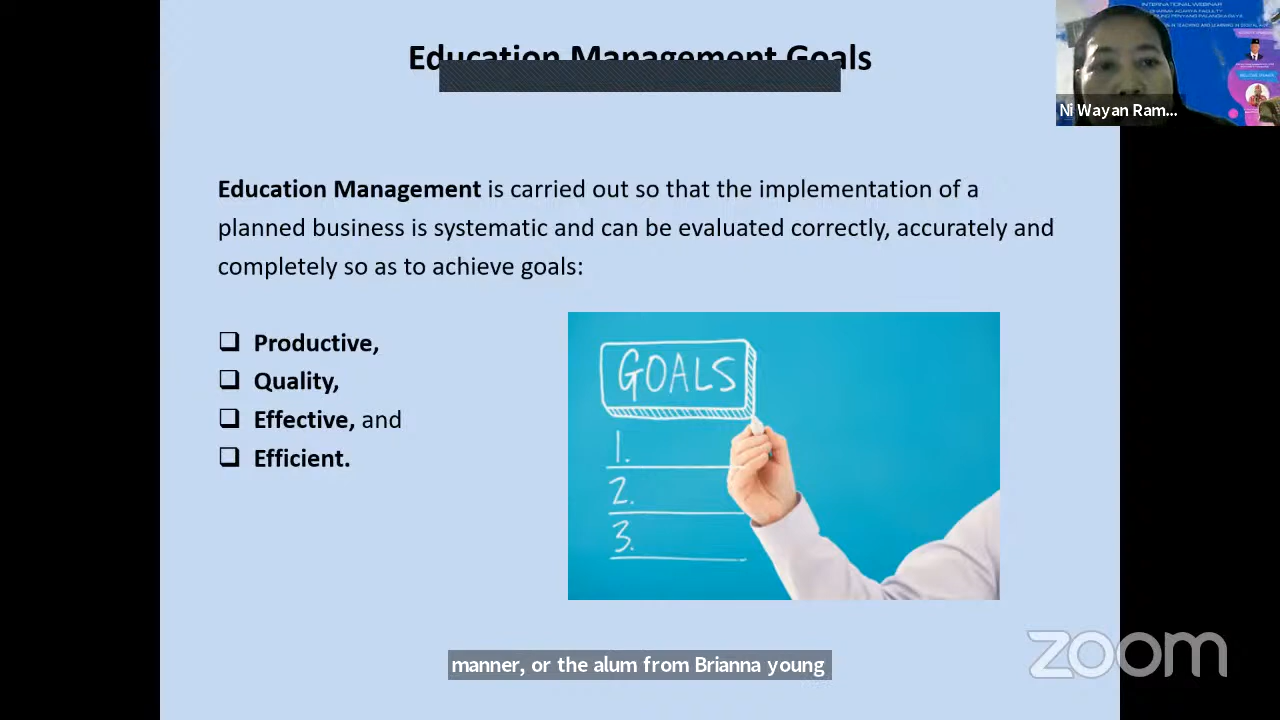 Education Management Goals
INTERNATIONAL WEBINAR
Ni Wayan Ram...
Education Management is carried out so that the implementation of a
planned business is systematic and can be evaluated correctly, accurately and
completely so as to achieve goals:
❑ Productive,
❑ Quality,
❑ Effective, and
❑ Efficient.
GOALS
1.
2.
3.
manner, or the alum from Brianna young
zoom